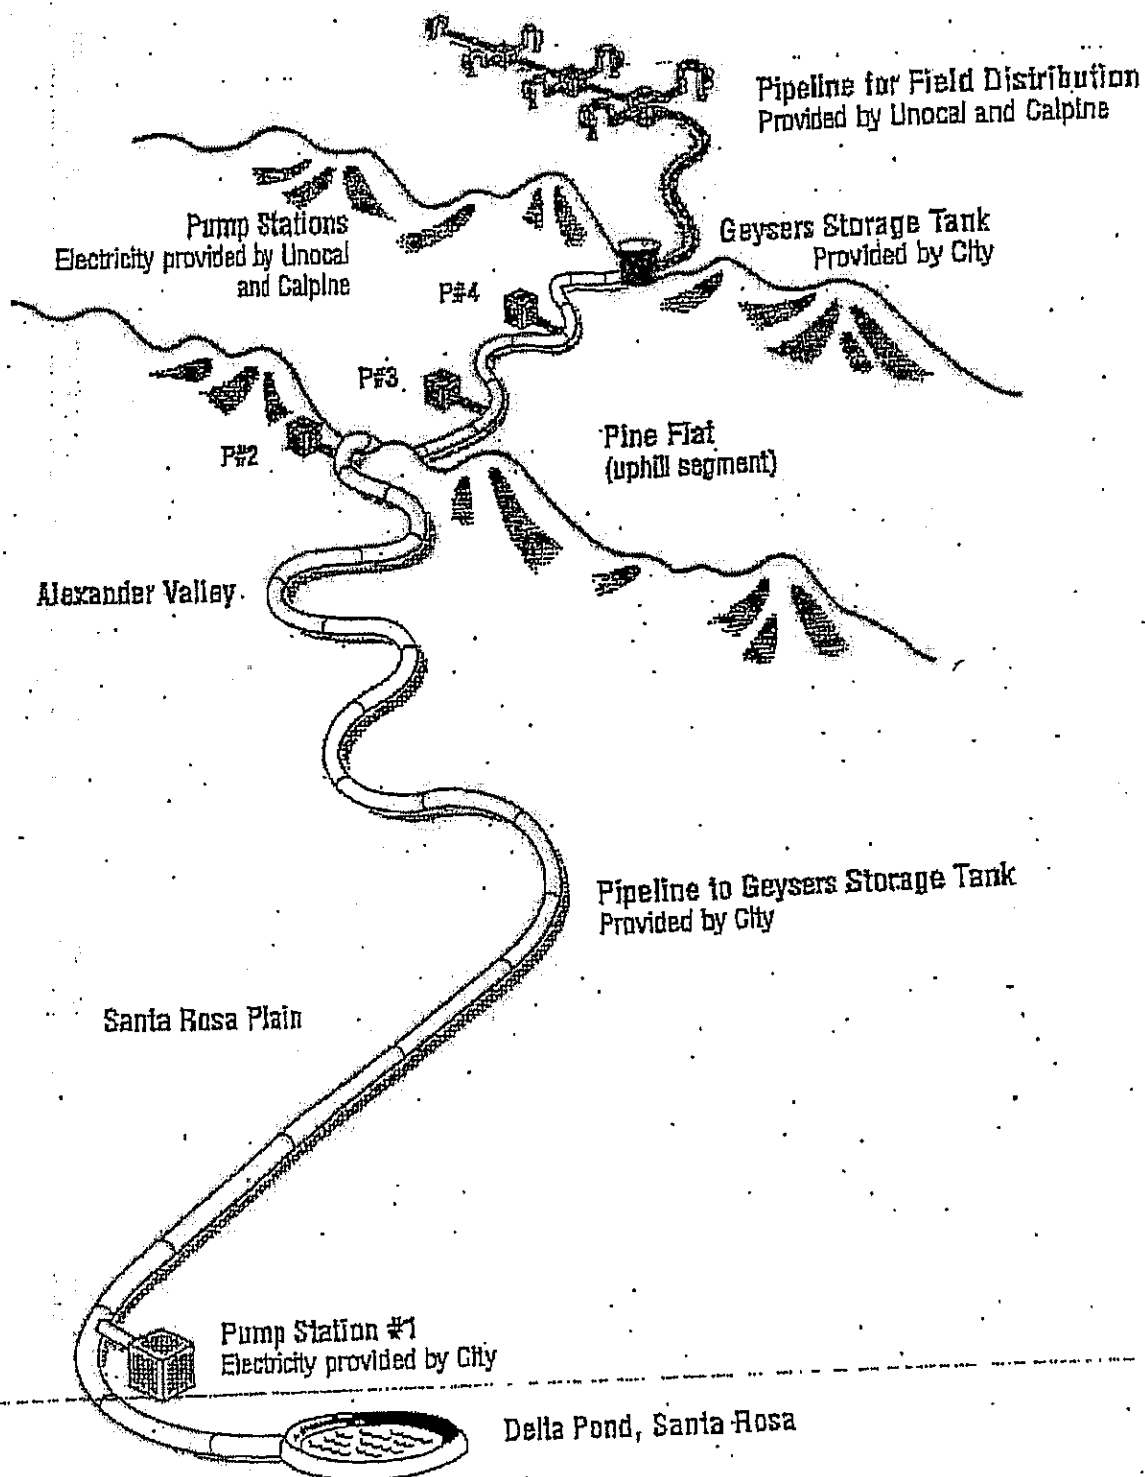 Pipeline for Field Distribution
Provided by Unocal and Calpine
Pump Stations
Electricity provided by Unocal
and Calpine
Geysers Storage Tank
Provided by City
P#4
P#3
P#2
Pine Flat
(uphill segment)
Alexander Valley
Pipeline to Geysers Storage Tank
Provided by City
Santa Rosa Plain
Pump Station #1
Electricity provided by City
Delta Pond, Santa Rosa